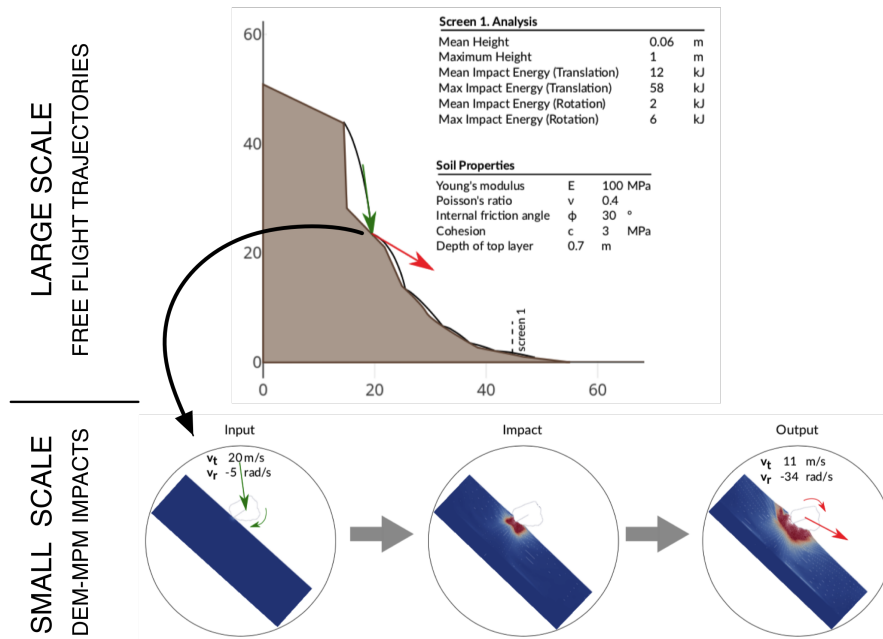 LARGE SCALE
FREE FLIGHT TRAJECTORIES
60
40
20
0
0 20 40 60
screen 1
Screen 1. Analysis
Mean Height 0.06 m
Maximum Height 1 m
Mean Impact Energy (Translation) 12 kJ
Max Impact Energy (Translation) 58 kJ
Mean Impact Energy (Rotation) 2 kJ
Max Impact Energy (Rotation) 6 kJ
Soil Properties
Young's modulus E 100 MPa
Poisson's ratio ν 0.4
Internal friction angle ϕ 30 °
Cohesion c 3 MPa
Depth of top layer 0.7 m
SMALL SCALE
DEM-MPM IMPACTS
Input
vt 20 m/s
vr -5 rad/s
Impact
Output
vt 11 m/s
vr -34 rad/s